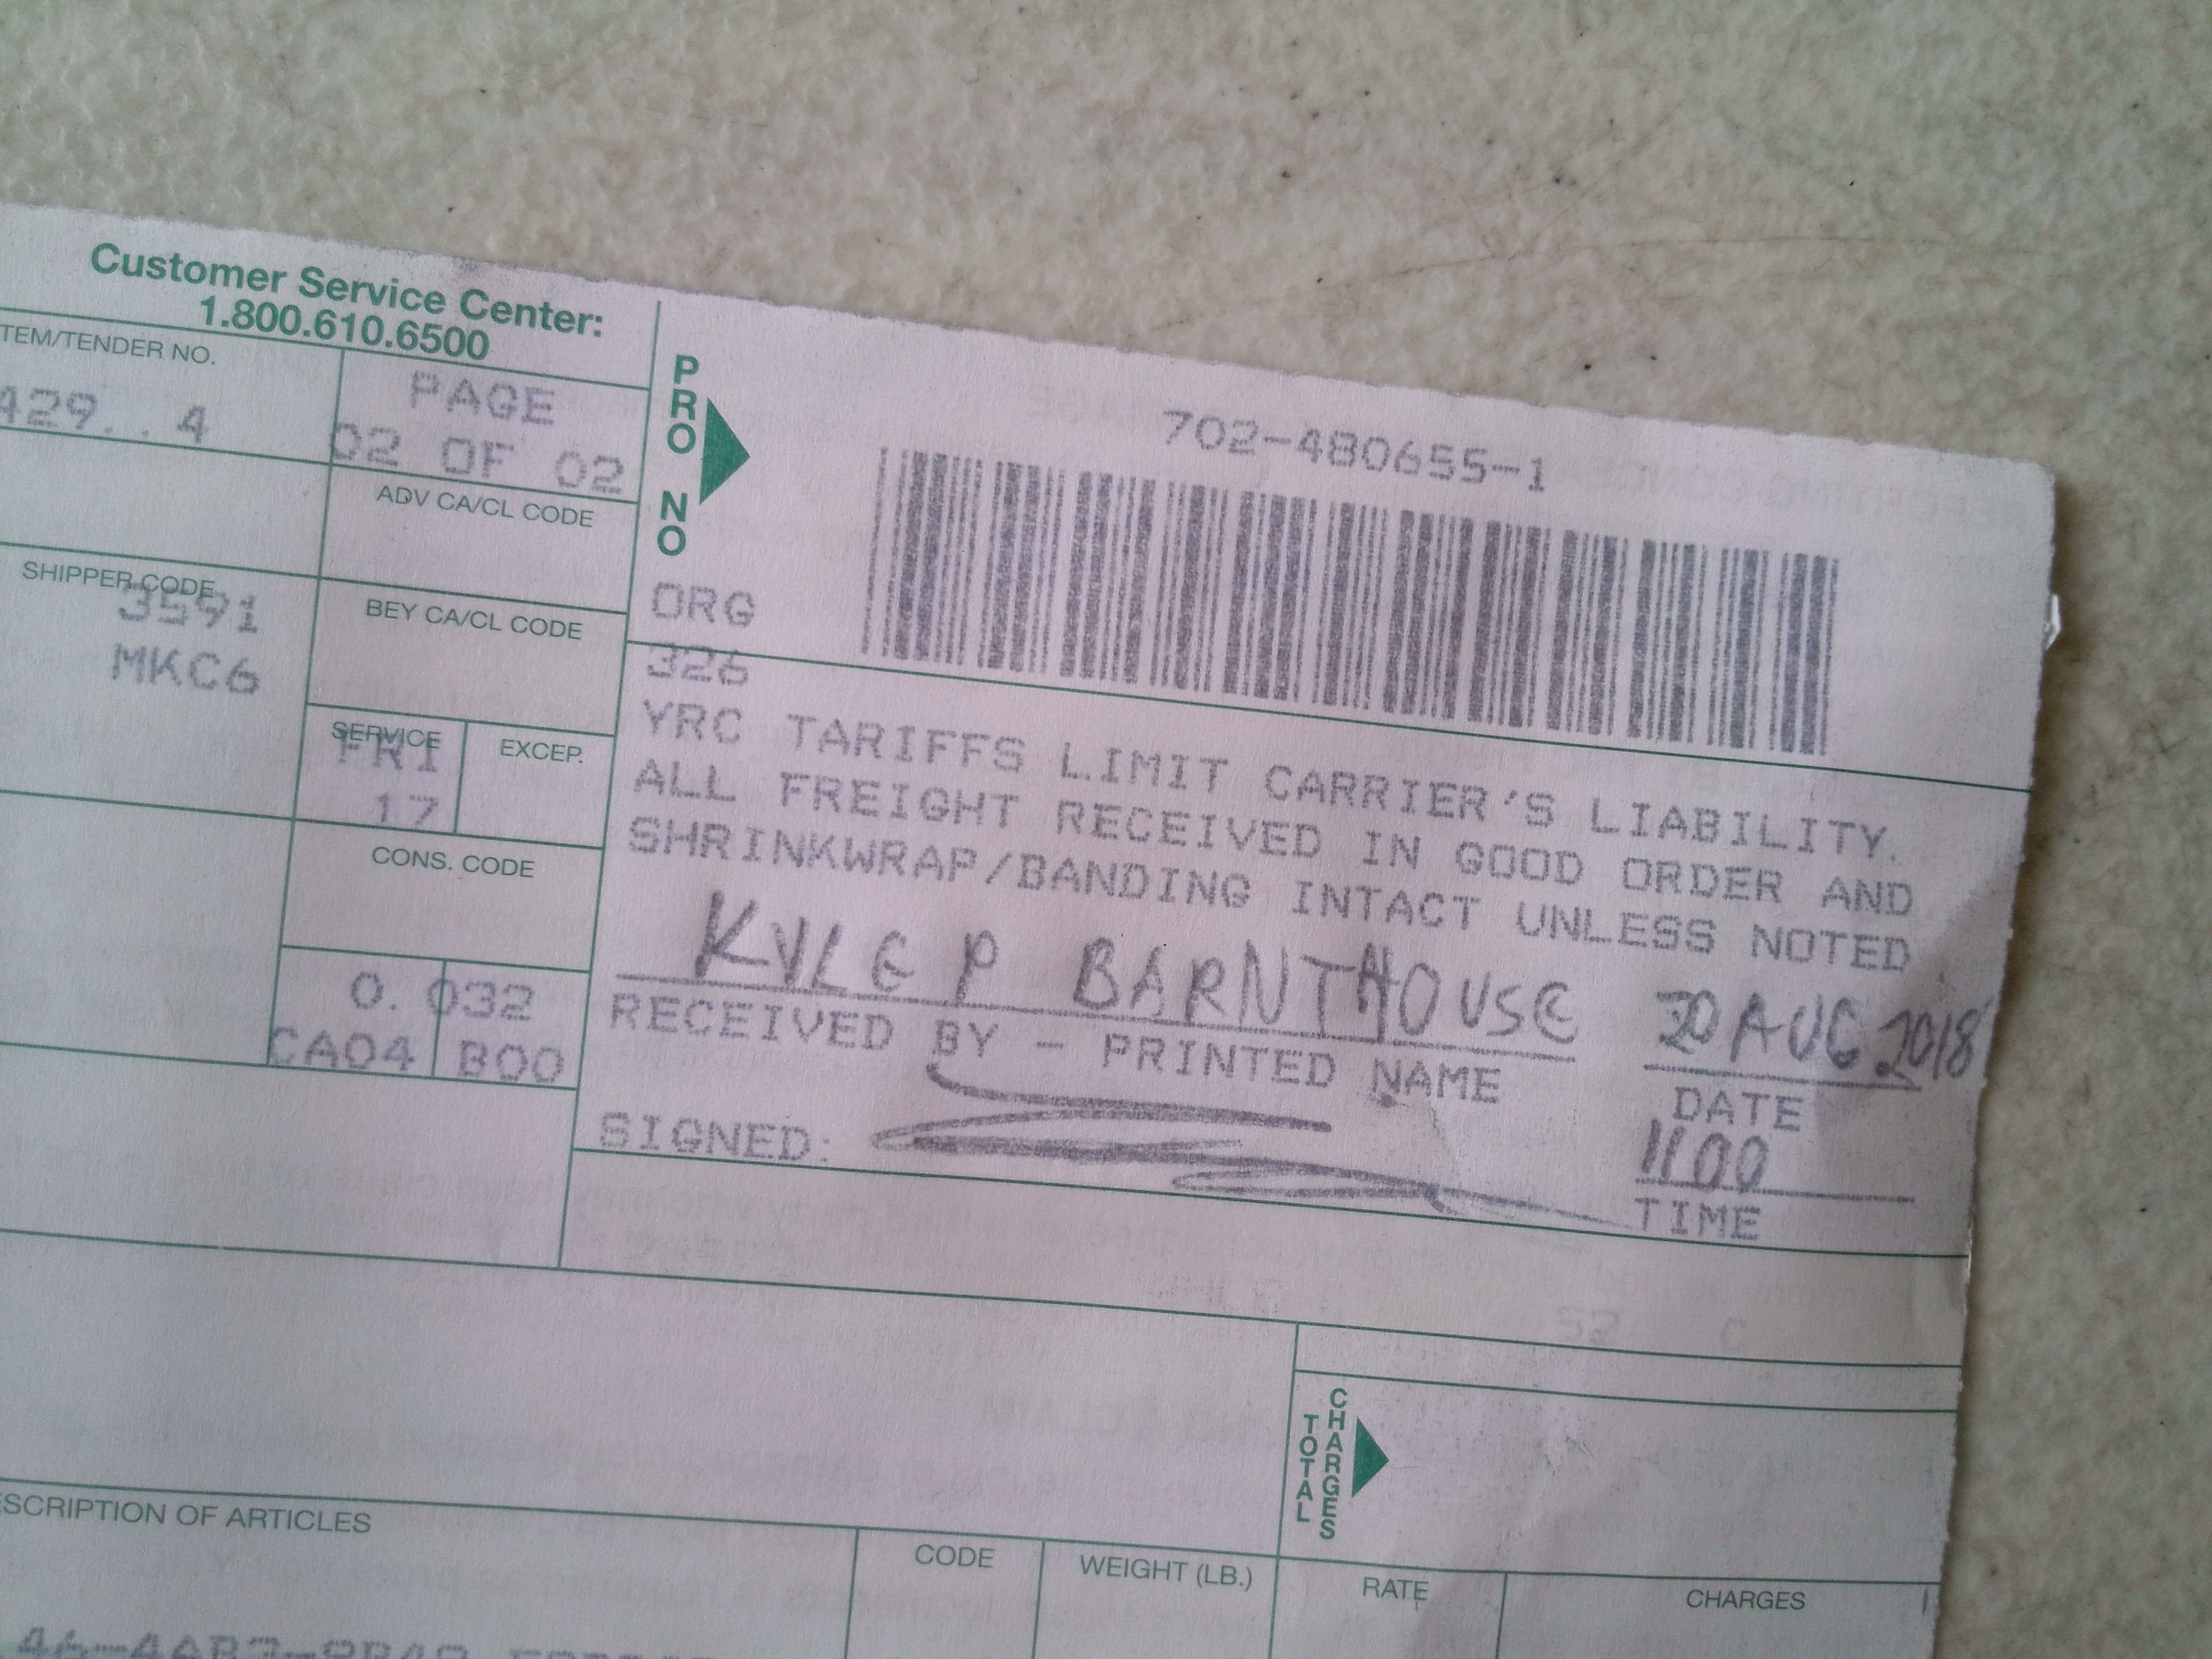 Customer Service Center:
1.800.610.6500
TEM/TENDER NO.
429. . 4
PAGE
02 OF 02
ADV CA/CL CODE
SHIPPER CODE
3591
MKC6
BEY CA/CL CODE
SERVICE
FRI
17
EXCEP.
CONS. CODE
0. 032
CA04 B00
PRO NO
702-480655-1
ORG
326
YRC TARIFFS LIMIT CARRIER'S LIABILITY.
ALL FREIGHT RECEIVED IN GOOD ORDER AND
SHRINKWRAP/BANDING INTACT UNLESS NOTED
KYLE P BARNTHOUSE 20 AUG 2018
RECEIVED BY - PRINTED NAME
DATE
SIGNED:
1100
TIME
TOTAL CHARGES
ESCRIPTION OF ARTICLES
CODE
WEIGHT (LB.)
RATE
CHARGES